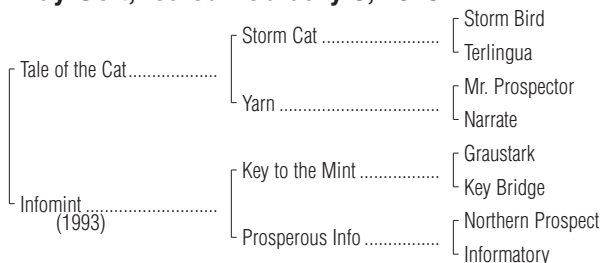 Storm Bird
Storm Cat ............................
Terlingua
Tale of the Cat.....................
Mr. Prospector
Yarn ......................................
Narrate
Graustark
Key to the Mint ...................
Key Bridge
Infomint ...............................
(1993)
Northern Prospect
Prosperous Info ..................
Informatory